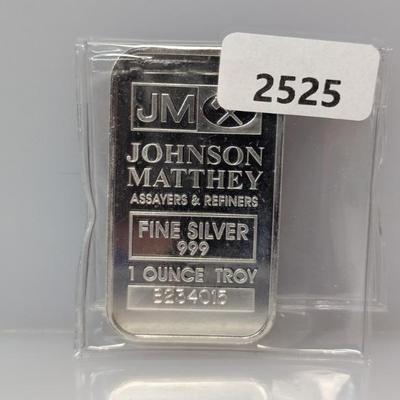 2525
JM
JOHNSON
MATTHEY
ASSAYERS & REFINERS
FINE SILVER
999
1 OUNCE TROY
B234015